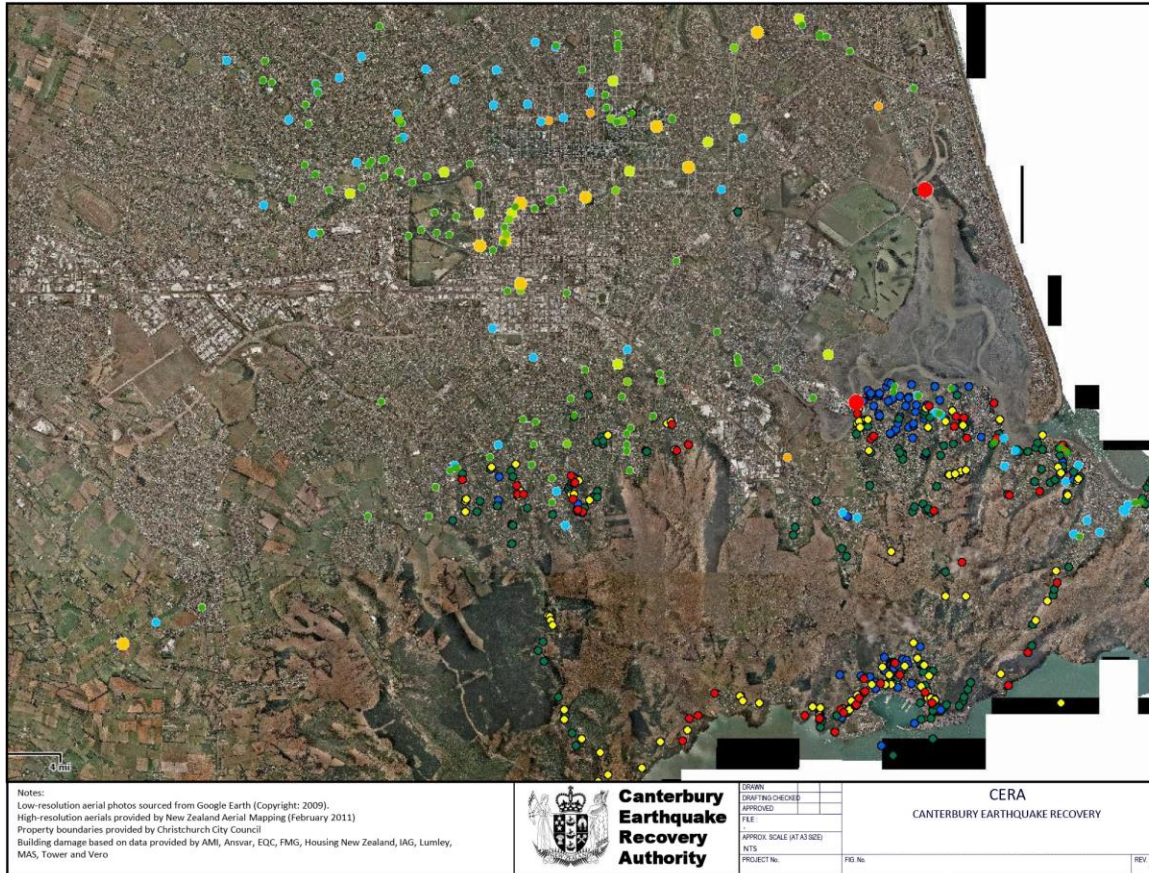 4 mi
Notes:
Low-resolution aerial photos sourced from Google Earth (Copyright: 2009).
High-resolution aerials provided by New Zealand Aerial Mapping (February 2011)
Property boundaries provided by Christchurch City Council
Building damage based on data provided by AMI, Ansvar, EQC, FMG, Housing New Zealand, IAG, Lumley,
MAS, Tower and Vero
Canterbury
Earthquake
Recovery
Authority
DRAWN
DRAFTING CHECKED
APPROVED
FILE :
-
APPROX. SCALE (AT A3 SIZE)
NTS
PROJECT No.
CERA
CANTERBURY EARTHQUAKE RECOVERY
FIG. No.
REV.